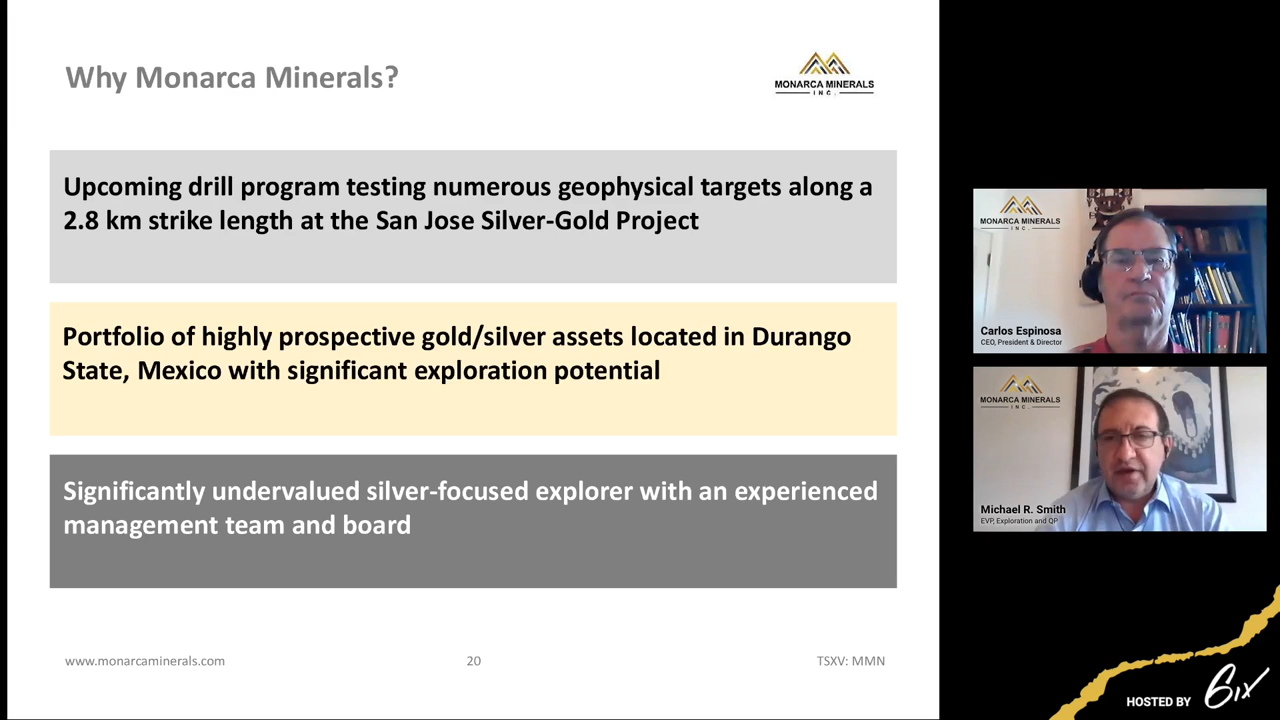 Why Monarca Minerals?
MONARCA MINERALS
INC.
Upcoming drill program testing numerous geophysical targets along a
2.8 km strike length at the San Jose Silver-Gold Project
Portfolio of highly prospective gold/silver assets located in Durango
State, Mexico with significant exploration potential
Significantly undervalued silver-focused explorer with an experienced
management team and board
www.monarcaminerals.com
20
TSXV: MMN
MONARCA MINERALS
INC.
Carlos Espinosa
CEO, President & Director
MONARCA MINERALS
INC.
Michael R. Smith
EVP, Exploration and QP
HOSTED BY
6ix